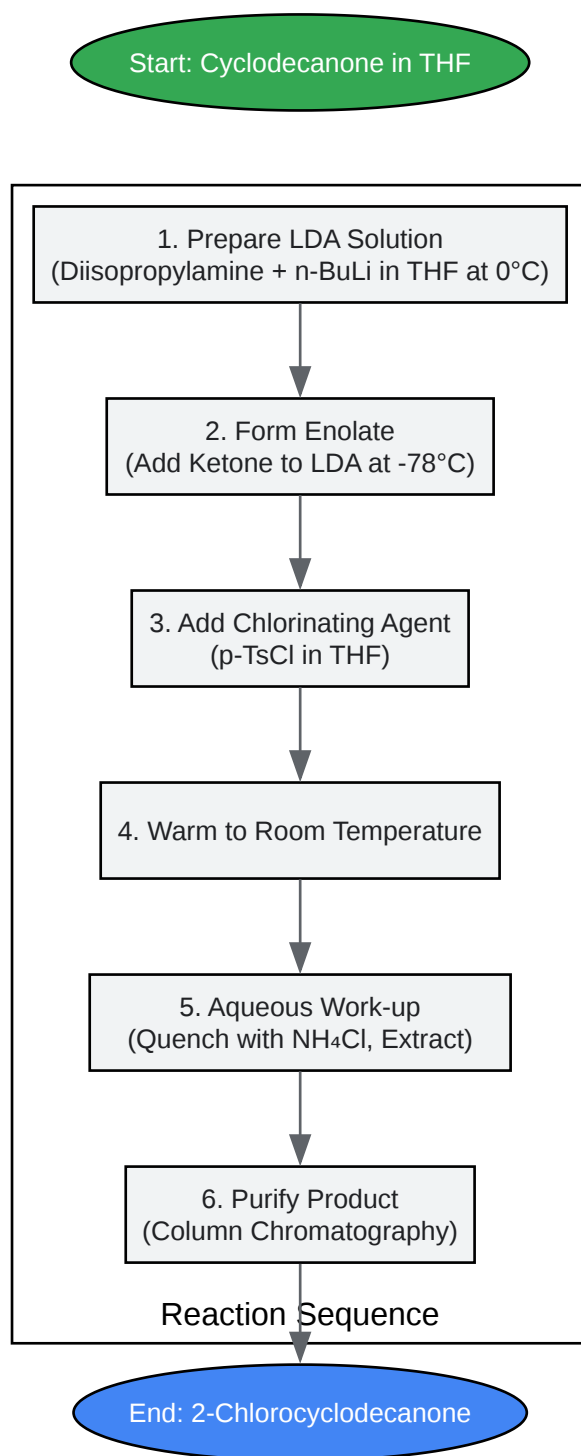 Start: Cyclodecanone in THF
1. Prepare LDA Solution
(Diisopropylamine + n-BuLi in THF at 0°C)
2. Form Enolate
(Add Ketone to LDA at -78°C)
3. Add Chlorinating Agent
(p-TsCl in THF)
4. Warm to Room Temperature
5. Aqueous Work-up
(Quench with NH₄Cl, Extract)
6. Purify Product
(Column Chromatography)
Reaction Sequence
End: 2-Chlorocyclodecanone